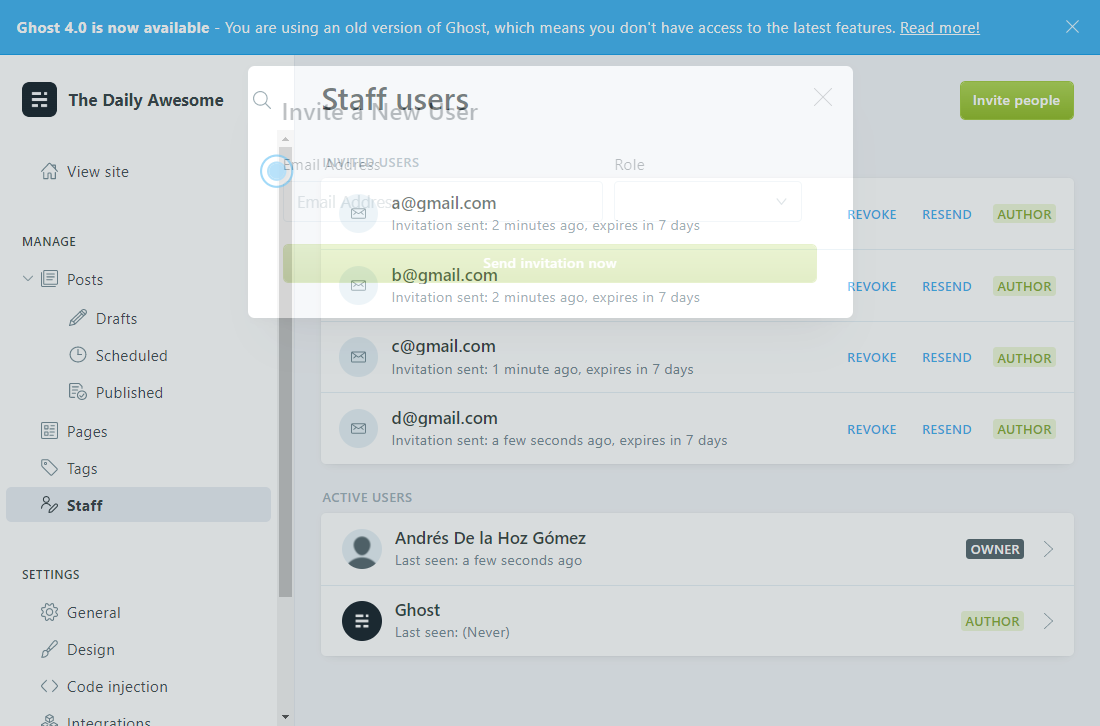 Ghost 4.0 is now available - You are using an old version of Ghost, which means you don't have access to the latest features. Read more!
The Daily Awesome
View site
MANAGE
Posts
Drafts
Scheduled
Published
Pages
Tags
Staff
SETTINGS
General
Design
Code injection
Integrations
Staff users
Invite people
Invite a New User
Email Address
Role
Email Address
Send invitation now
INVITED USERS
a@gmail.com
Invitation sent: 2 minutes ago, expires in 7 days
REVOKE RESEND AUTHOR
b@gmail.com
Invitation sent: 2 minutes ago, expires in 7 days
REVOKE RESEND AUTHOR
c@gmail.com
Invitation sent: 1 minute ago, expires in 7 days
REVOKE RESEND AUTHOR
d@gmail.com
Invitation sent: a few seconds ago, expires in 7 days
REVOKE RESEND AUTHOR
ACTIVE USERS
Andrés De la Hoz Gómez
Last seen: a few seconds ago
OWNER
Ghost
Last seen: (Never)
AUTHOR